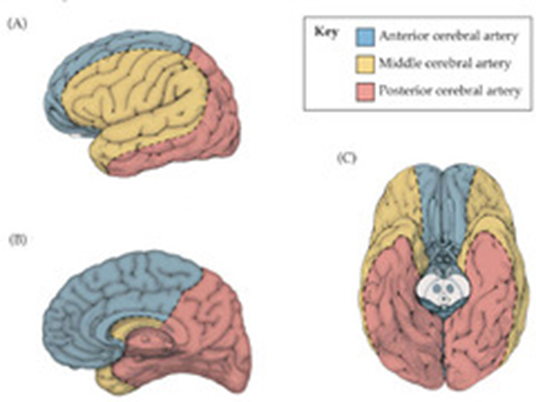 (A)
Key
Anterior cerebral artery
Middle cerebral artery
Posterior cerebral artery
(C)
(B)